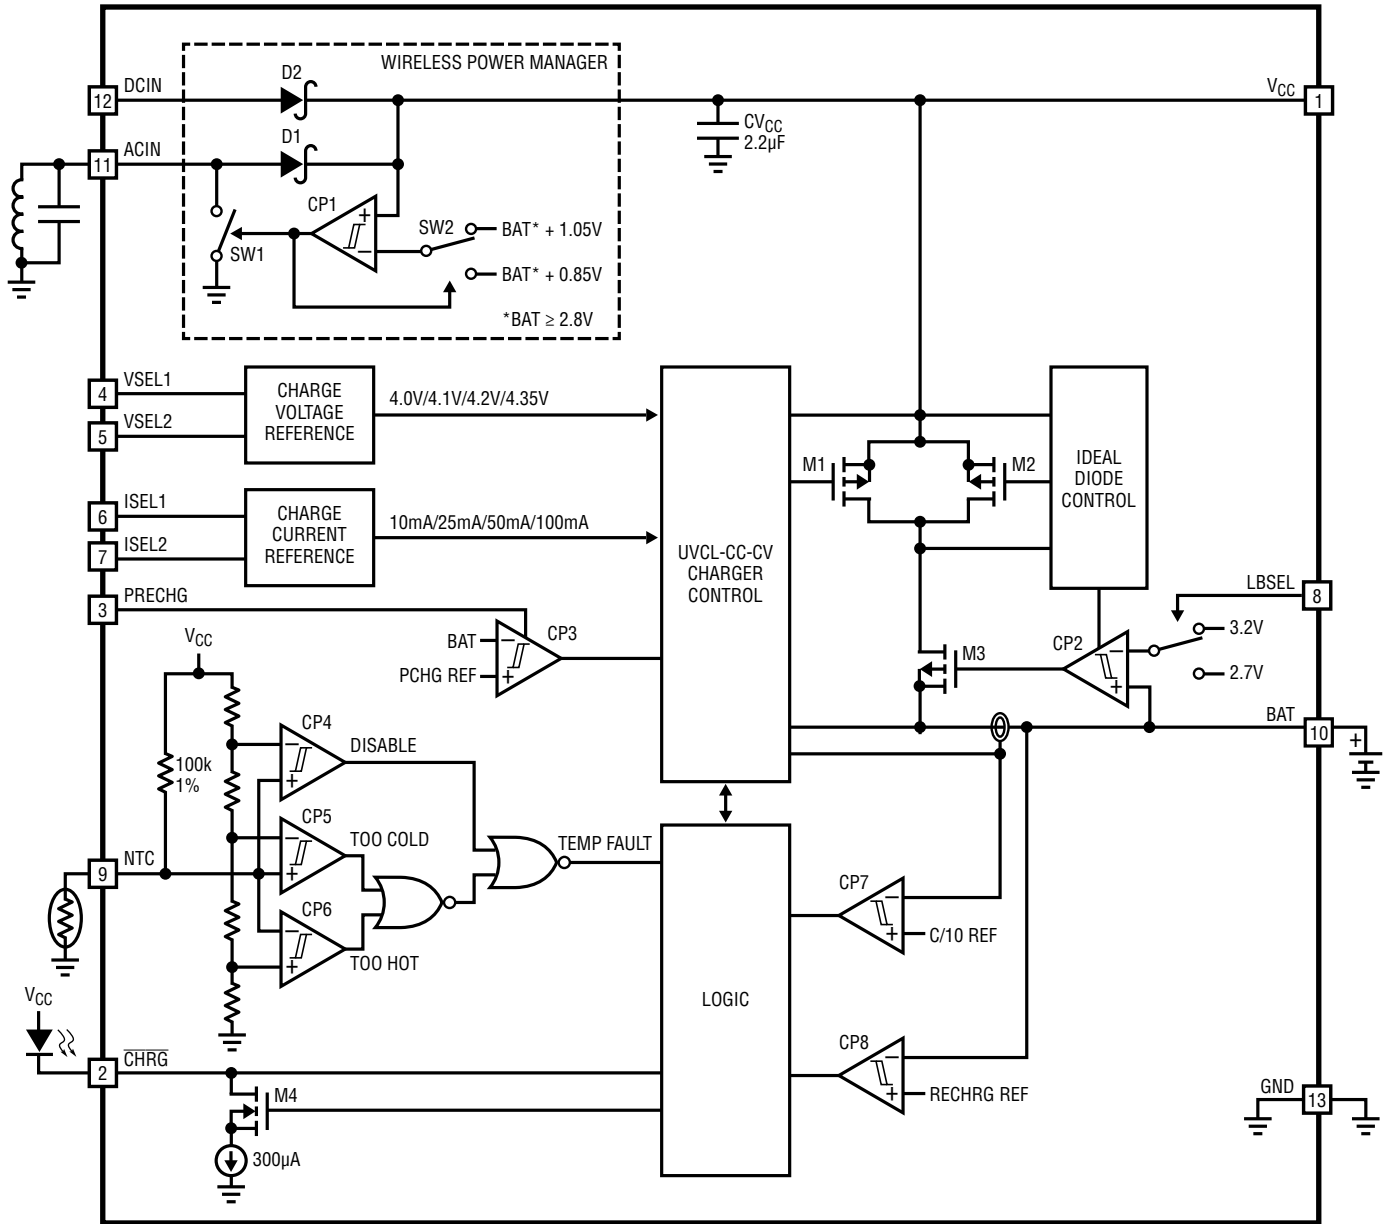 WIRELESS POWER MANAGER
12
DCIN
D2
VCC
1
CVCC
2.2µF
11
ACIN
D1
CP1
+
−
SW1
SW2
BAT* + 1.05V
BAT* + 0.85V
*BAT ≥ 2.8V
4
VSEL1
5
VSEL2
CHARGE
VOLTAGE
REFERENCE
4.0V/4.1V/4.2V/4.35V
6
ISEL1
7
ISEL2
CHARGE
CURRENT
REFERENCE
10mA/25mA/50mA/100mA
UVCL-CC-CV
CHARGER
CONTROL
M1
M2
IDEAL
DIODE
CONTROL
3
PRECHG
BAT
−
PCHG REF
+
CP3
LBSEL
8
3.2V
2.7V
CP2
−
+
M3
BAT
10
+
VCC
100k
1%
CP4
−
+
DISABLE
CP5
−
+
TOO COLD
CP6
−
+
TOO HOT
TEMP FAULT
9
NTC
LOGIC
CP7
−
+
C/10 REF
CP8
−
+
RECHRG REF
VCC
2
CHRG
M4
300µA
GND
13